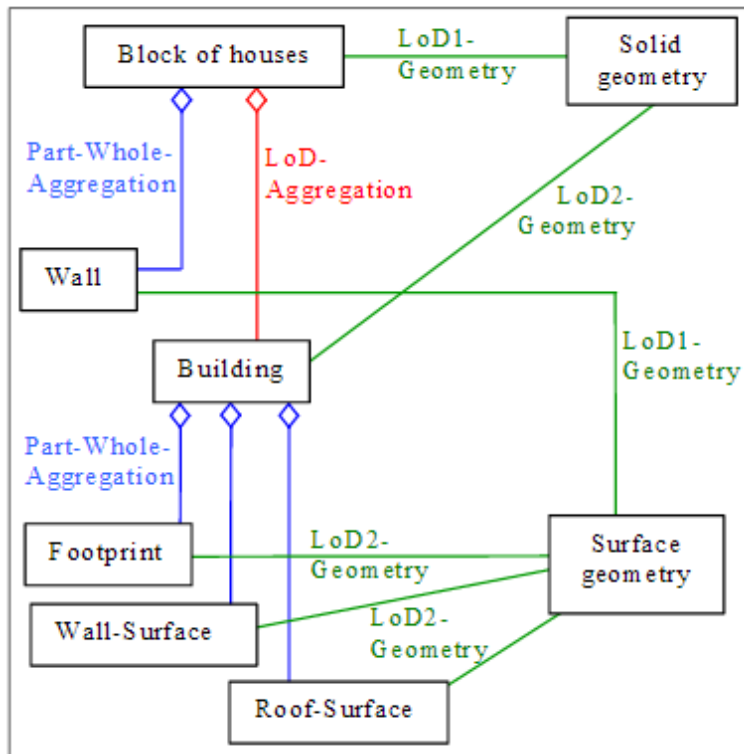 Block of houses
LoD1-
Geometry
Solid
geometry
Part-Whole-
Aggregation
LoD-
Aggregation
LoD2-
Geometry
Wall
LoD1-
Geometry
Building
Part-Whole-
Aggregation
Footprint
LoD2-
Geometry
Surface
geometry
Wall-Surface
LoD2-
Geometry
Roof-Surface